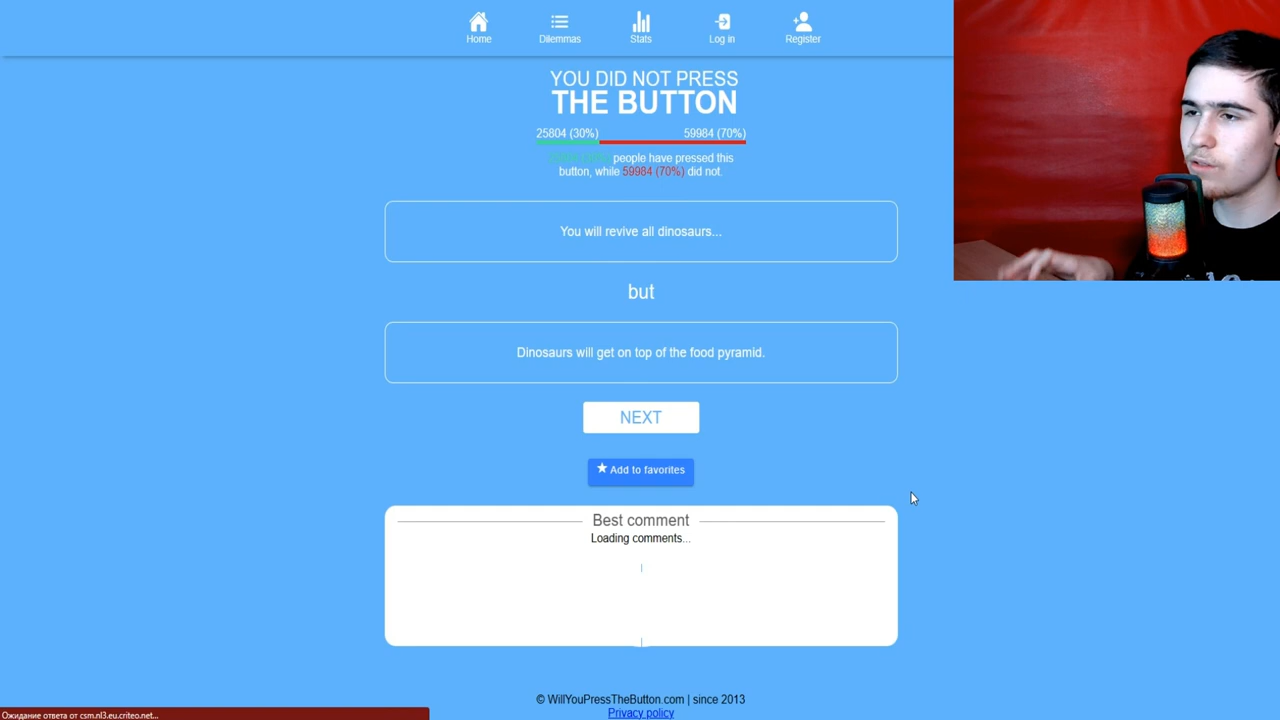 Home
Dilemmas
Stats
Log in
Register
YOU DID NOT PRESS
THE BUTTON
25804 (30%)
59984 (70%)
people have pressed this
button, while 59984 (70%) did not.
You will revive all dinosaurs...
but
Dinosaurs will get on top of the food pyramid.
NEXT
Add to favorites
Best comment
Loading comments...
© WillYouPressTheButton.com | since 2013
Privacy policy
Ожидание ответа от csm.nl3.eu.criteo.net...